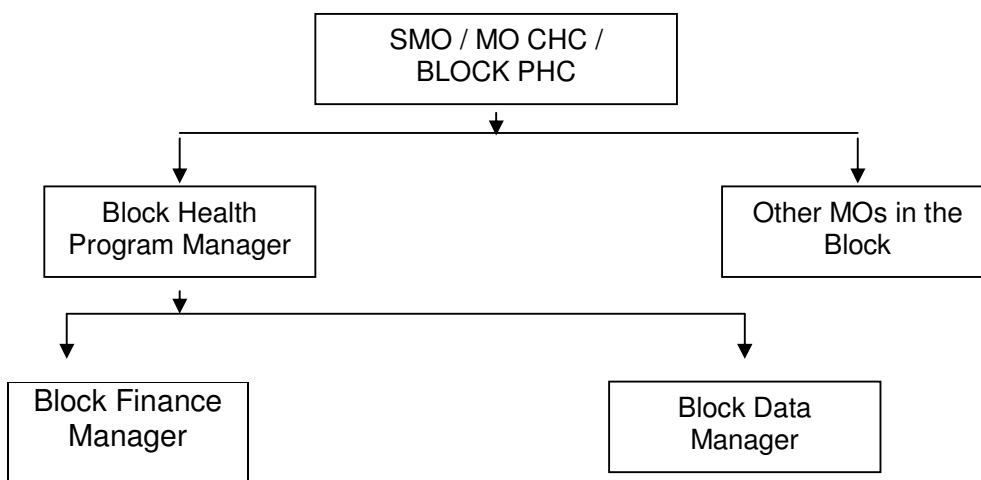 SMO / MO CHC /
BLOCK PHC
Block Health
Program Manager
Other MOs in the
Block
Block Finance
Manager
Block Data
Manager